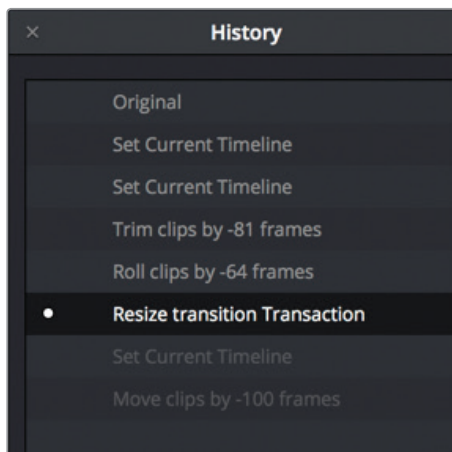 History
Original
Set Current Timeline
Set Current Timeline
Trim clips by -81 frames
Roll clips by -64 frames
Resize transition Transaction
Set Current Timeline
Move clips by -100 frames